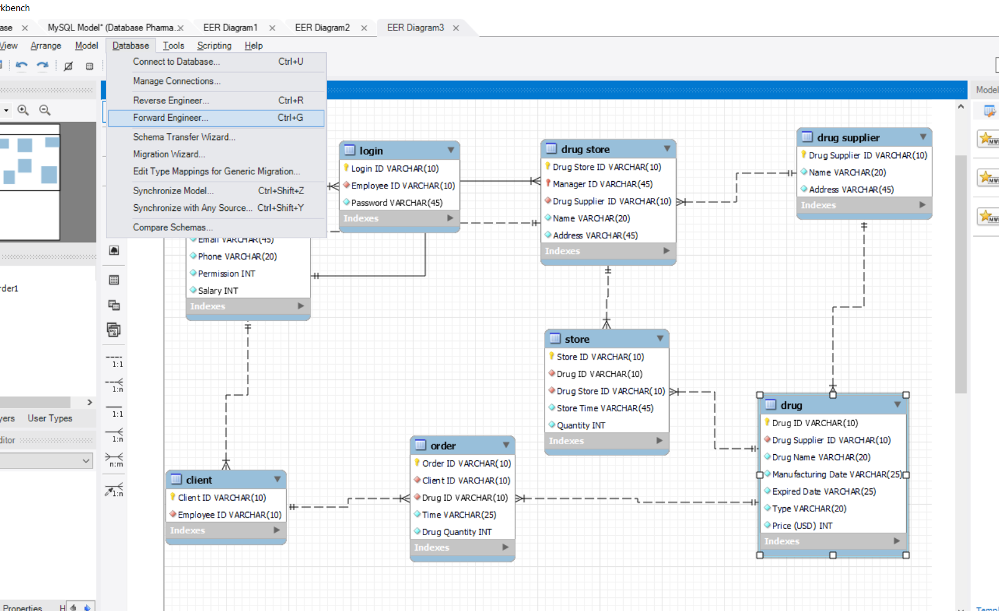 rkbench
ase
MySQL Model* (Database Pharma.
EER Diagram1
EER Diagram2
EER Diagram3
View
Arrange
Model
Database
Tools
Scripting
Help
Connect to Database... Ctrl+U
Manage Connections...
Reverse Engineer... Ctrl+R
Forward Engineer... Ctrl+G
Schema Transfer Wizard...
Migration Wizard...
Edit Type Mappings for Generic Migration...
Synchronize Model... Ctrl+Shift+Z
Synchronize with Any Source... Ctrl+Shift+Y
Compare Schemas...
Model
MW
MW
MW
login
Login ID VARCHAR(10)
Employee ID VARCHAR(10)
Password VARCHAR(45)
Indexes
drug store
Drug Store ID VARCHAR(10)
Manager ID VARCHAR(45)
Drug Supplier ID VARCHAR(10)
Name VARCHAR(20)
Address VARCHAR(45)
Indexes
drug supplier
Drug Supplier ID VARCHAR(10)
Name VARCHAR(20)
Address VARCHAR(45)
Indexes
Email VARCHAR(45)
Phone VARCHAR(20)
Permission INT
Salary INT
Indexes
rder1
yers
User Types
ditor
Properties
H
1:1
1:n
1:1
1:n
n:m
1:n
store
Store ID VARCHAR(10)
Drug ID VARCHAR(10)
Drug Store ID VARCHAR(10)
Store Time VARCHAR(45)
Quantity INT
Indexes
drug
Drug ID VARCHAR(10)
Drug Supplier ID VARCHAR(10)
Drug Name VARCHAR(20)
Manufacturing Date VARCHAR(25)
Expired Date VARCHAR(25)
Type VARCHAR(20)
Price (USD) INT
Indexes
order
Order ID VARCHAR(10)
Client ID VARCHAR(10)
Drug ID VARCHAR(10)
Time VARCHAR(25)
Drug Quantity INT
Indexes
client
Client ID VARCHAR(10)
Employee ID VARCHAR(10)
Indexes